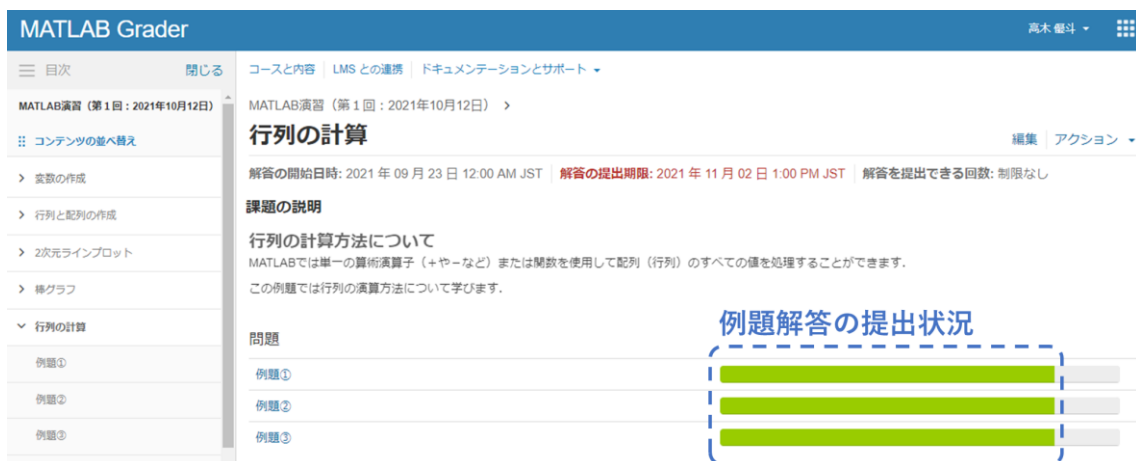 MATLAB Grader
高木 優斗
目次 閉じる
MATLAB演習(第1回:2021年10月12日)
コンテンツの並べ替え
変数の作成
行列と配列の作成
2次元ラインプロット
棒グラフ
行列の計算
例題①
例題②
例題③
コースと内容 LMS との連携 ドキュメンテーションとサポート
MATLAB演習(第1回:2021年10月12日)
行列の計算
編集 アクション
解答の開始日時: 2021 年 09 月 23 日 12:00 AM JST 解答の提出期限: 2021 年 11 月 02 日 1:00 PM JST 解答を提出できる回数: 制限なし
課題の説明
行列の計算方法について
MATLABでは単一の算術演算子(+や-など)または関数を使用して配列(行列)のすべての値を処理することができます.
この例題では行列の演算方法について学びます.
問題
例題解答の提出状況
例題①
例題②
例題③